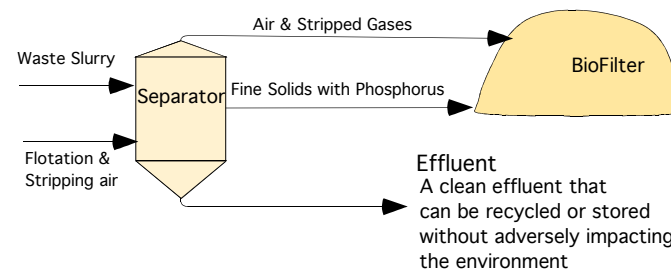 Air & Stripped Gases
Waste Slurry
BioFilter
Separator
Fine Solids with Phosphorus
Flotation &
Stripping air
Effluent
A clean effluent that
can be recycled or stored
without adversely impacting
the environment